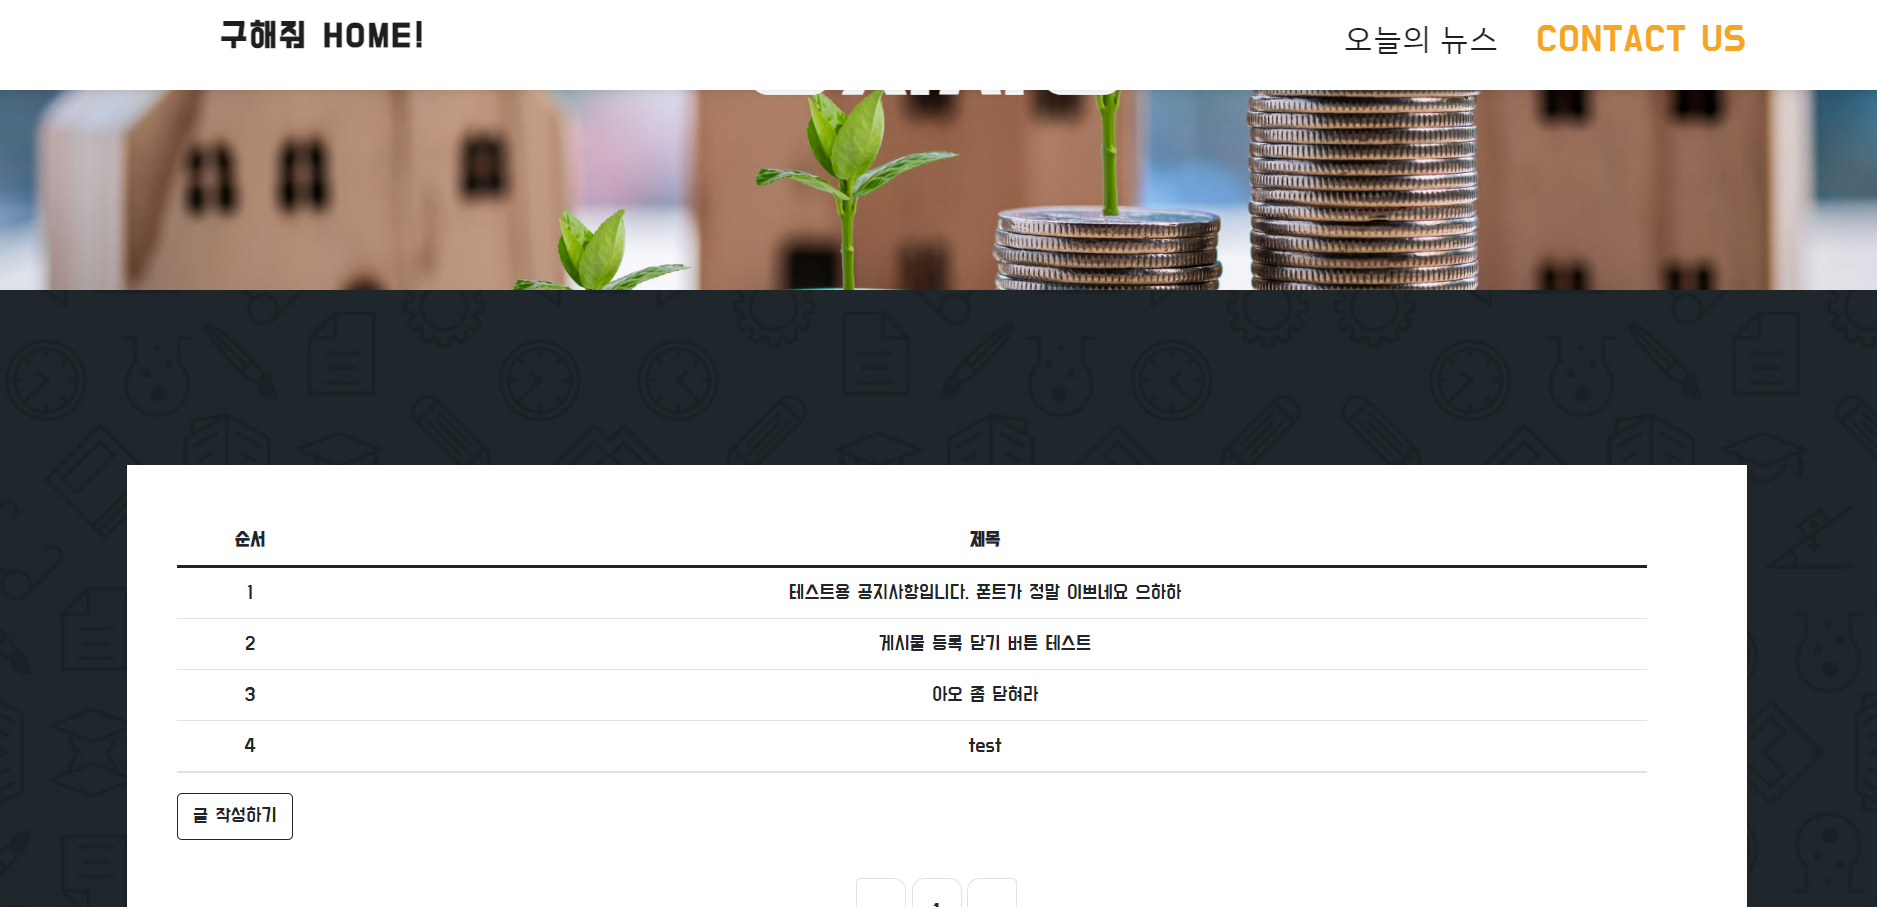 구해줘 HOME!
오늘의 뉴스 CONTACT US
순서 제목
1 테스트용 공지사항입니다. 폰트가 정말 이쁘네요 으하하
2 게시물 등록 닫기 버튼 테스트
3 아오 좀 닫혀라
4 test
글 작성하기
1